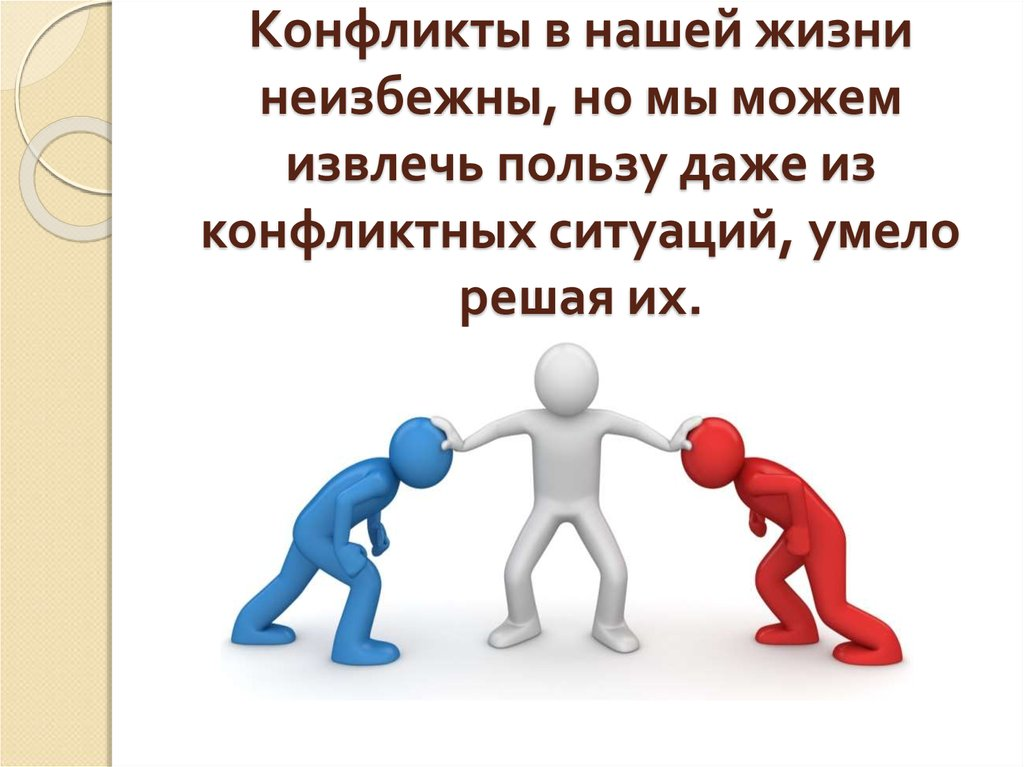 Конфликты в нашей жизни
неизбежны, но мы можем
извлечь пользу даже из
конфликтных ситуаций, умело
решая их.